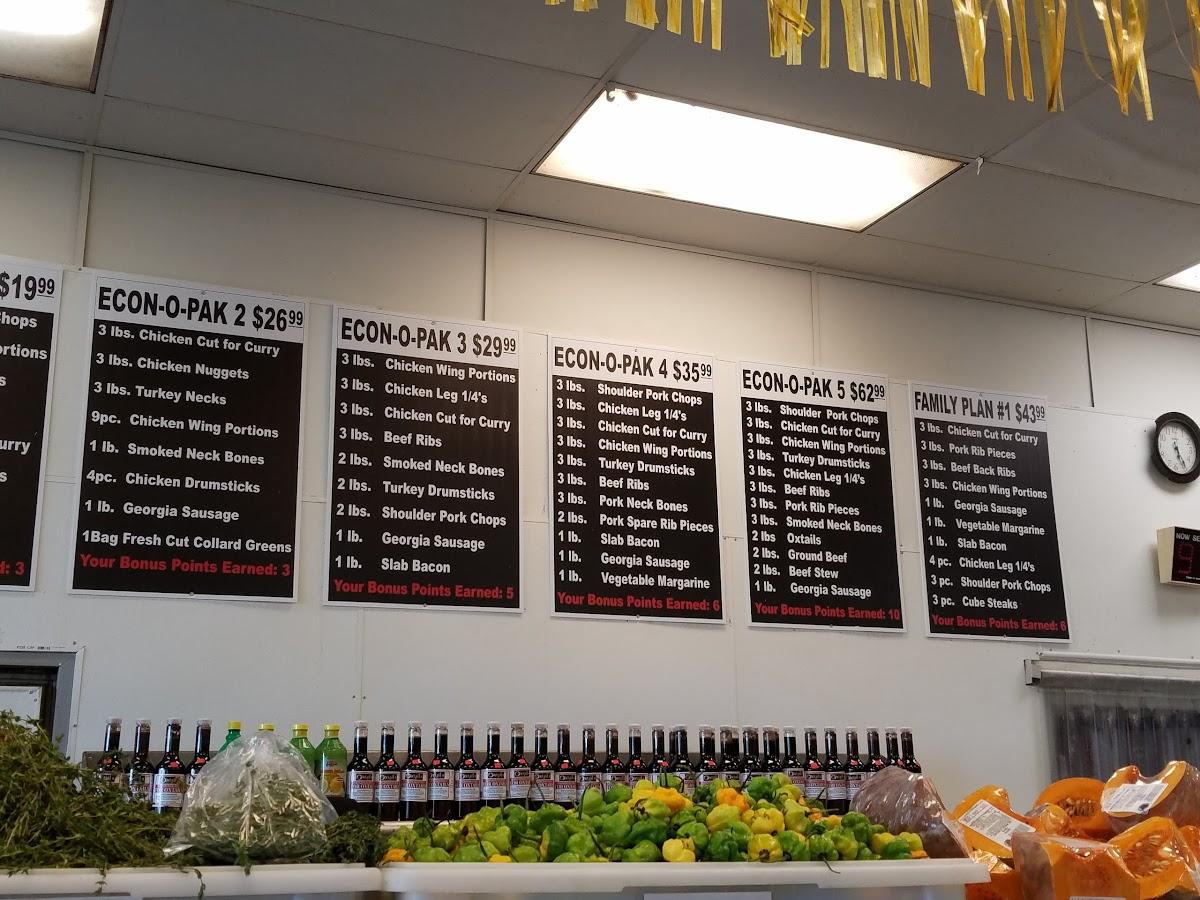 $19.99
hops
ortions
s
urry
s
d: 3
ECON-O-PAK 2 $26.99
3 lbs. Chicken Cut for Curry
3 lbs. Chicken Nuggets
3 lbs. Turkey Necks
9pc. Chicken Wing Portions
1 lb. Smoked Neck Bones
4pc. Chicken Drumsticks
1 lb. Georgia Sausage
1Bag Fresh Cut Collard Greens
Your Bonus Points Earned: 3
ECON-O-PAK 3 $29.99
3 lbs. Chicken Wing Portions
3 lbs. Chicken Leg 1/4's
3 lbs. Chicken Cut for Curry
3 lbs. Beef Ribs
2 lbs. Smoked Neck Bones
2 lbs. Turkey Drumsticks
2 lbs. Shoulder Pork Chops
1 lb. Georgia Sausage
1 lb. Slab Bacon
Your Bonus Points Earned: 5
ECON-O-PAK 4 $35.99
3 lbs. Shoulder Pork Chops
3 lbs. Chicken Leg 1/4's
3 lbs. Chicken Cut for Curry
3 lbs. Chicken Wing Portions
3 lbs. Turkey Drumsticks
3 lbs. Beef Ribs
3 lbs. Pork Neck Bones
2 lbs. Pork Spare Rib Pieces
1 lb. Slab Bacon
1 lb. Georgia Sausage
1 lb. Vegetable Margarine
Your Bonus Points Earned: 6
ECON-O-PAK 5 $62.99
3 lbs. Shoulder Pork Chops
3 lbs. Chicken Cut for Curry
3 lbs. Chicken Wing Portions
3 lbs. Turkey Drumsticks
3 lbs. Chicken Leg 1/4's
3 lbs. Beef Ribs
3 lbs. Pork Rib Pieces
3 lbs. Smoked Neck Bones
2 lbs Oxtails
2 lbs. Ground Beef
2 lbs. Beef Stew
1 lb. Georgia Sausage
Your Bonus Points Earned: 10
FAMILY PLAN #1 $43.99
3 lbs. Chicken Cut for Curry
3 lbs. Pork Rib Pieces
3 lbs. Beef Back Ribs
3 lbs. Chicken Wing Portions
1 lb. Georgia Sausage
1 lb. Vegetable Margarine
1 lb. Slab Bacon
4 pc. Chicken Leg 1/4's
3 pc. Shoulder Pork Chops
3 pc. Cube Steaks
Your Bonus Points Earned: 6
NOW SE